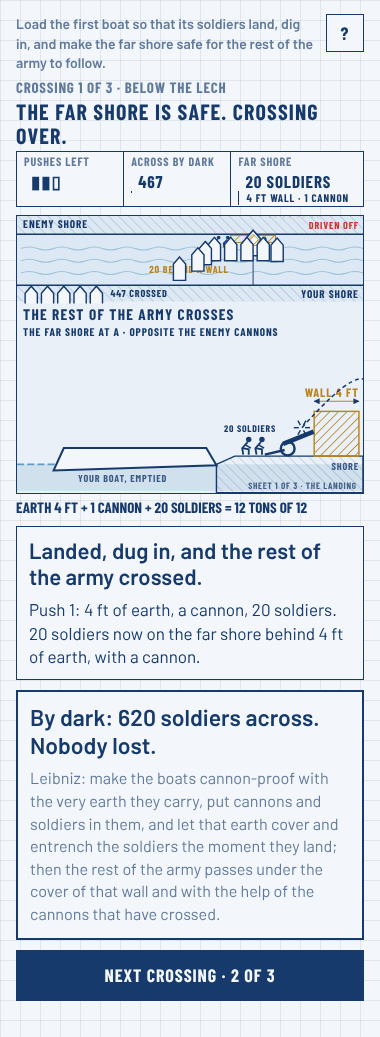 Load the first boat so that its soldiers land, dig
in, and make the far shore safe for the rest of the
army to follow.
?
CROSSING 1 OF 3 · BELOW THE LECH
THE FAR SHORE IS SAFE. CROSSING
OVER.
PUSHES LEFT
ACROSS BY DARK
467
FAR SHORE
20 SOLDIERS
4 FT WALL · 1 CANNON
ENEMY SHORE
DRIVEN OFF
20 BE WALL
447 CROSSED
YOUR SHORE
THE REST OF THE ARMY CROSSES
THE FAR SHORE AT A · OPPOSITE THE ENEMY CANNONS
WALL 4 FT
20 SOLDIERS
SHORE
YOUR BOAT, EMPTIED
SHEET 1 OF 3 · THE LANDING
EARTH 4 FT + 1 CANNON + 20 SOLDIERS = 12 TONS OF 12
Landed, dug in, and the rest of
the army crossed.
Push 1: 4 ft of earth, a cannon, 20 soldiers.
20 soldiers now on the far shore behind 4 ft
of earth, with a cannon.
By dark: 620 soldiers across.
Nobody lost.
Leibniz: make the boats cannon-proof with
the very earth they carry, put cannons and
soldiers in them, and let that earth cover and
entrench the soldiers the moment they land;
then the rest of the army passes under the
cover of that wall and with the help of the
cannons that have crossed.
NEXT CROSSING · 2 OF 3